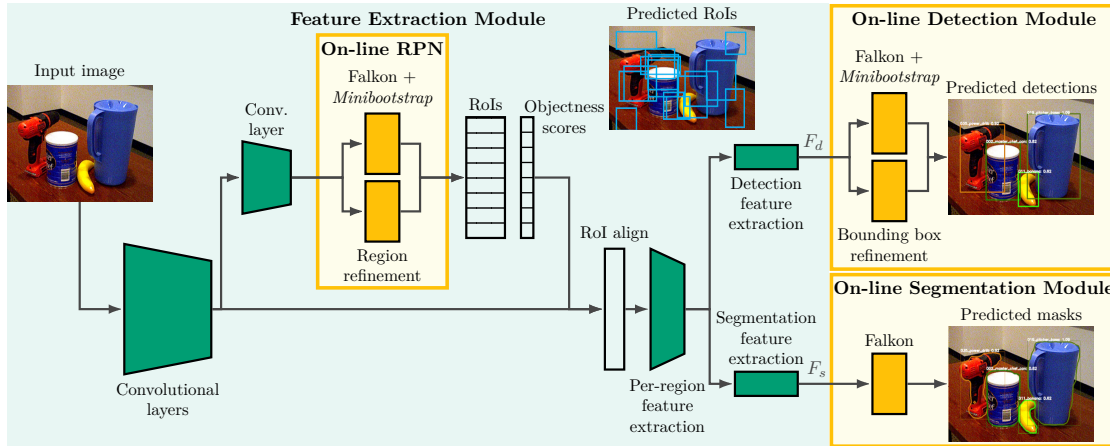 Feature Extraction Module
Predicted RoIs
On-line Detection Module
On-line RPN
Input image
Falkon +
Minibootstrap
RoIs
Objectness
scores
Conv.
layer
Falkon +
Minibootstrap
Predicted detections
F_d
Detection
feature
extraction
Region
refinement
RoI align
Bounding box
refinement
On-line Segmentation Module
Predicted masks
Segmentation
feature
extraction
Falkon
F_s
Convolutional
layers
Per-region
feature
extraction